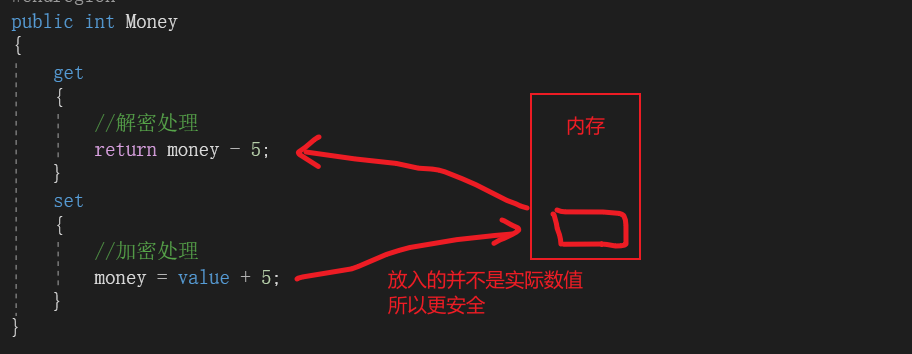 #endregion
public int Money
{
get
{
//解密处理
return money - 5;
}
set
{
//加密处理
money = value + 5;
}
}
内存
放入的并不是实际数值
所以更安全